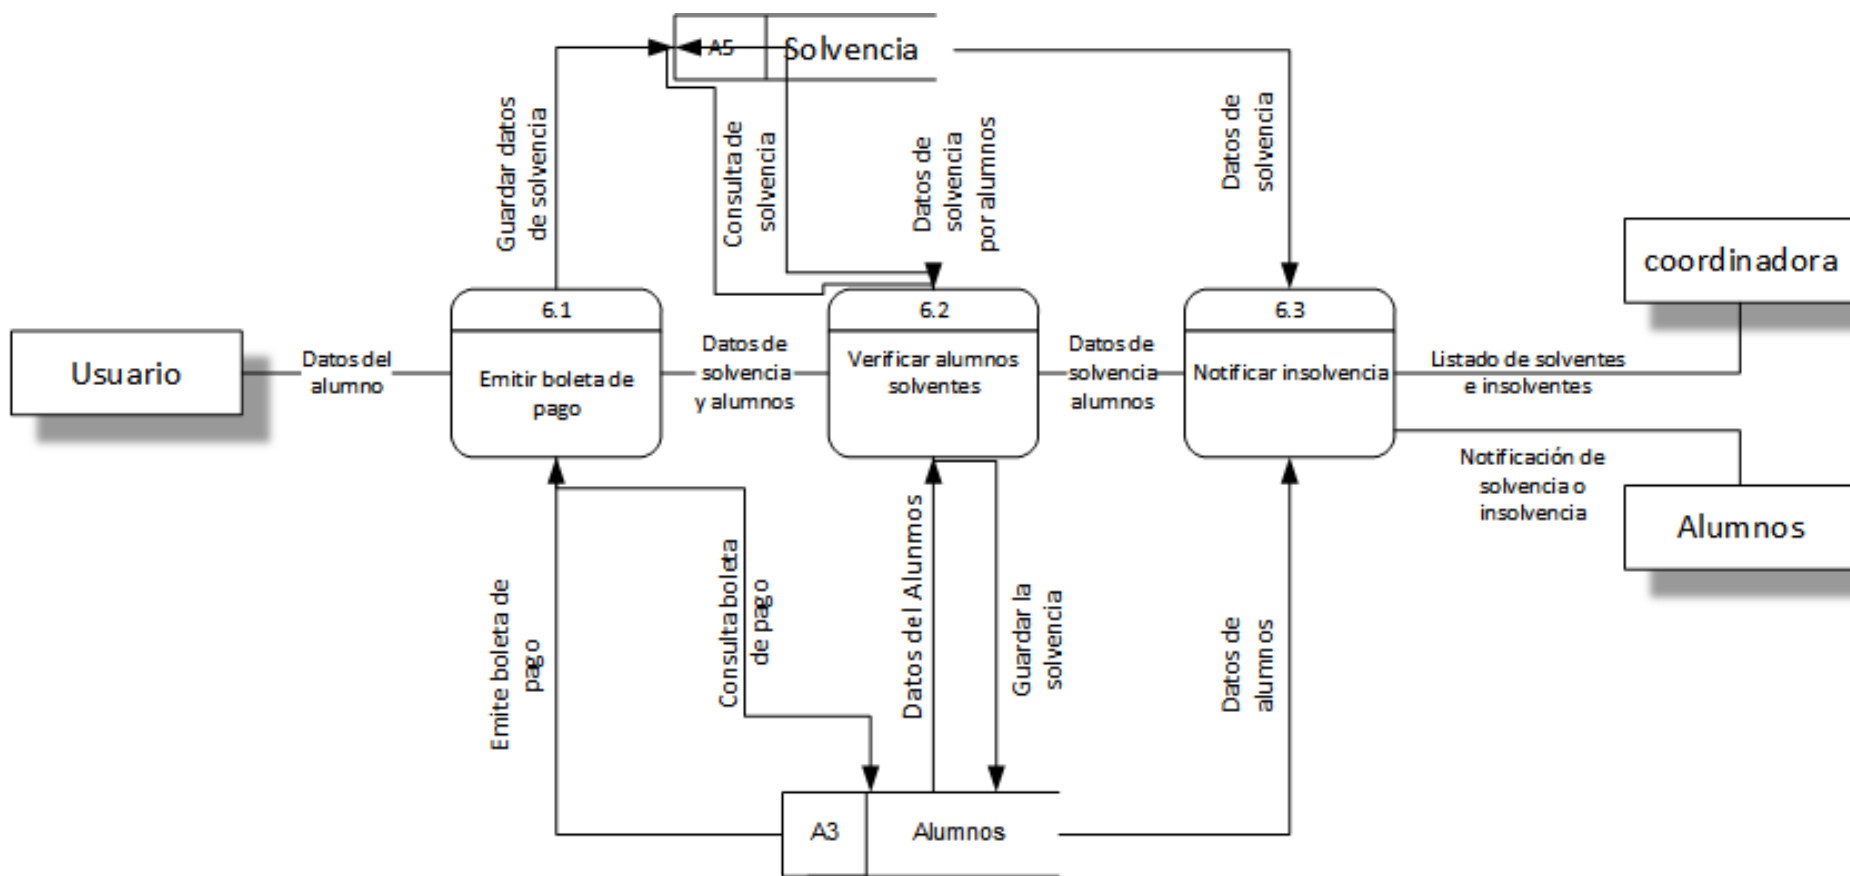 A5
Solvencia
Guardar datos
de solvencia
Consulta de
solvencia
Datos de
solvencia
por alumnos
Datos de
solvencia
coordinadora
6.1
6.2
6.3
Usuario
Datos del
alumno
Emitir boleta de
pago
Datos de
solvencia
y alumnos
Verificar alumnos
solventes
Datos de
solvencia
alumnos
Notificar insolvencia
Listado de solventes
e insolventes
Notificación de
solvencia o
insolvencia
Alumnos
Emite boleta de
pago
Consulta boleta
de pago
Datos del Alunmos
Guardar la
solvencia
Datos de
alumnos
A3
Alumnos